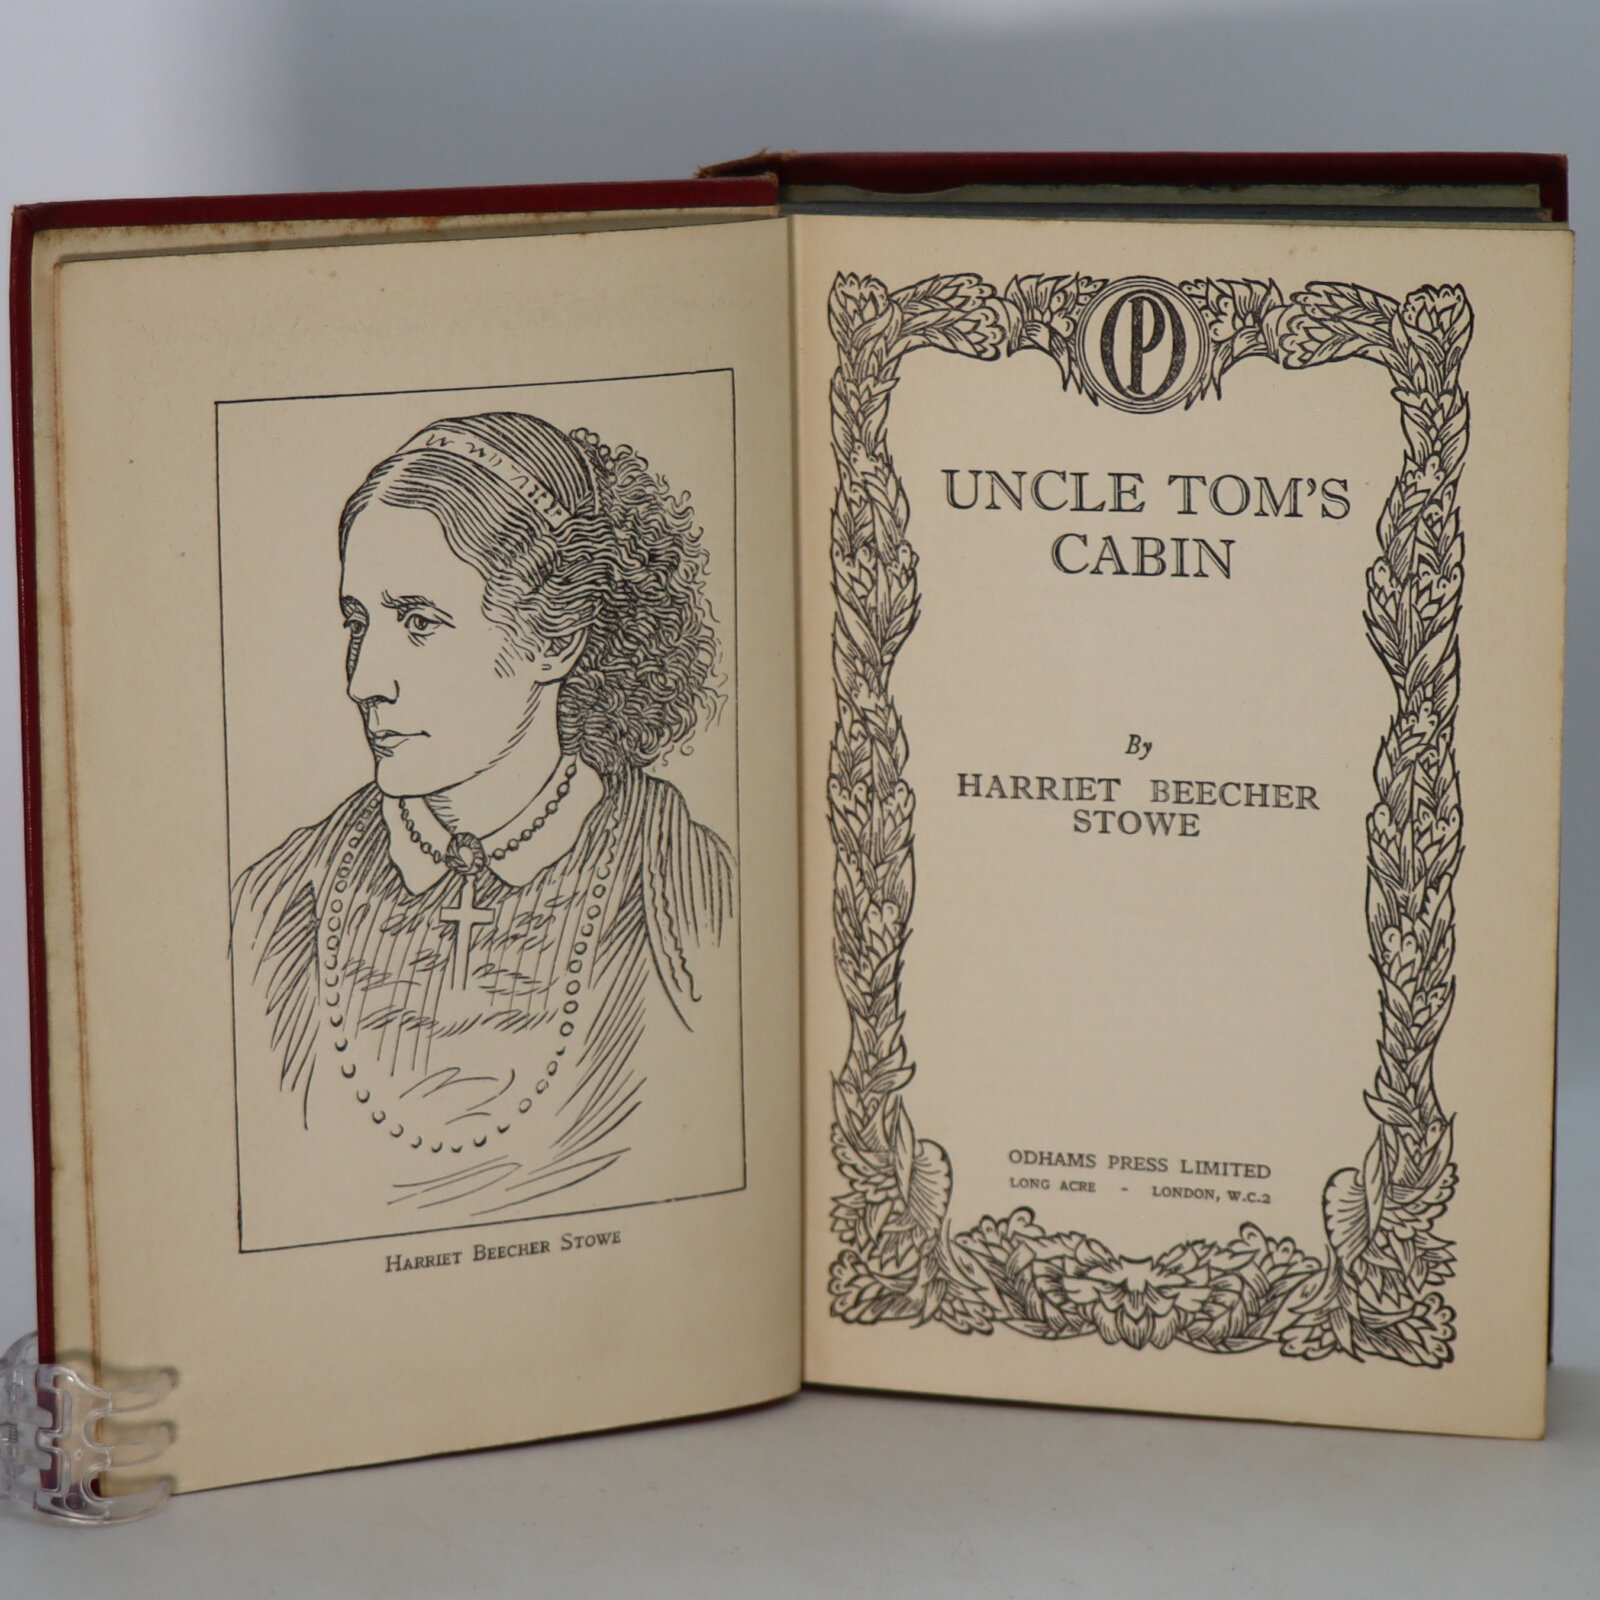 HARRIET BEECHER STOWE
OP
UNCLE TOM'S
CABIN
By
HARRIET BEECHER
STOWE
ODHAMS PRESS LIMITED
LONG ACRE - LONDON, W.C.2